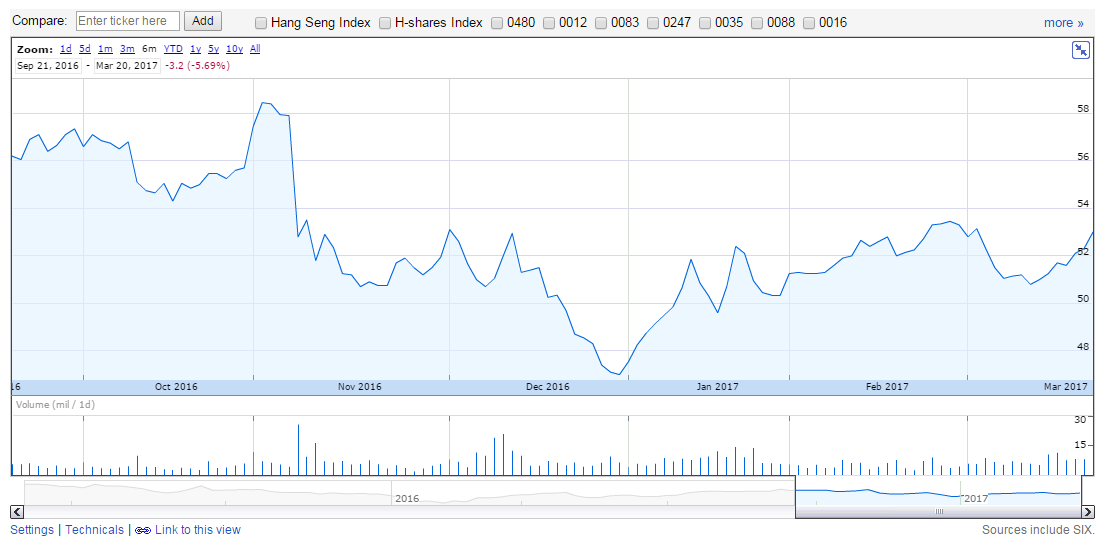 Compare: Enter ticker here Add Hang Seng Index H-shares Index 0480 0012 0083 0247 0035 0088 0016 more »
Zoom: 1d 5d 1m 3m 6m YTD 1y 5y 10y All
Sep 21, 2016 - Mar 20, 2017 -3.2 (-5.69%)
58
56
54
52
50
48
16 Oct 2016 Nov 2016 Dec 2016 Jan 2017 Feb 2017 Mar 2017
Volume (mil / 1d)
30
15
2016 2017
Settings | Technicals | Link to this view Sources include SIX.